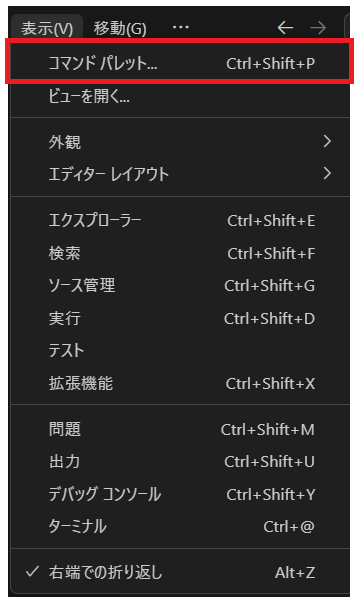 表示(V) 移動(G) … ← →
コマンド パレット... Ctrl+Shift+P
ビューを開く...
外観 >
エディター レイアウト >
エクスプローラー Ctrl+Shift+E
検索 Ctrl+Shift+F
ソース管理 Ctrl+Shift+G
実行 Ctrl+Shift+D
テスト
拡張機能 Ctrl+Shift+X
問題 Ctrl+Shift+M
出力 Ctrl+Shift+U
デバッグ コンソール Ctrl+Shift+Y
ターミナル Ctrl+@
✓ 右端での折り返し Alt+Z